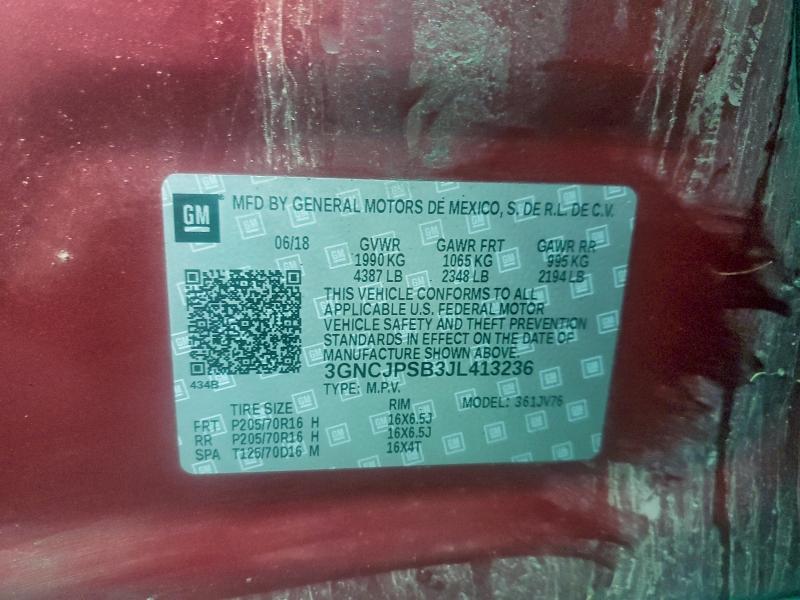 GM MFD BY GENERAL MOTORS DE MEXICO, S. DE R.L. DE C.V.
06/18 GVWR GAWR FRT GAWR RR
1990 KG 1065 KG 995 KG
4387 LB 2348 LB 2194 LB
THIS VEHICLE CONFORMS TO ALL
APPLICABLE U.S. FEDERAL MOTOR
VEHICLE SAFETY AND THEFT PREVENTION
STANDARDS IN EFFECT ON THE DATE OF
MANUFACTURE SHOWN ABOVE.
3GNCJPSB3JL413236
434B
TYPE: M.P.V.
TIRE SIZE RIM MODEL: 361JV76
FRT P205/70R16 H 16X6.5J
RR P205/70R16 H 16X6.5J
SPA T125/70D16 M 16X4T